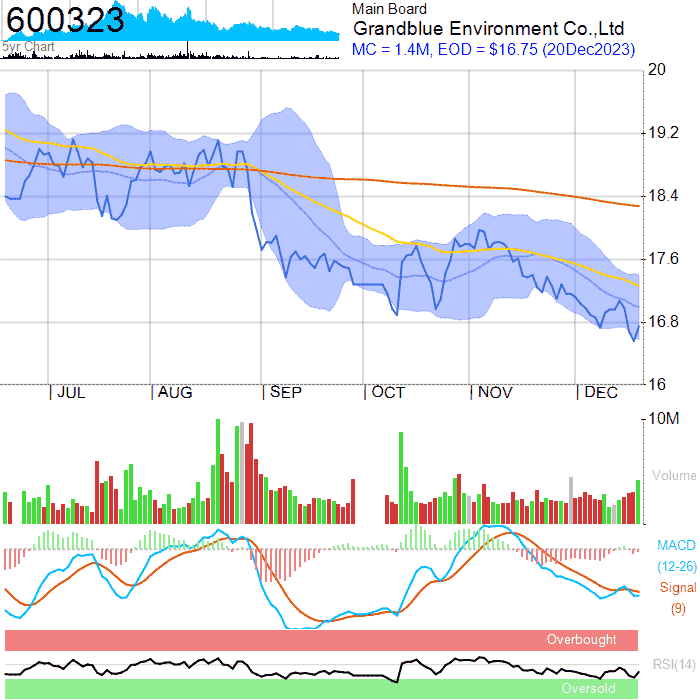 600323
5yr Chart
Main Board
Grandblue Environment Co.,Ltd
MC = 1.4M, EOD = $16.75 (20Dec2023)
20
19.2
18.4
17.6
16.8
16
JUL AUG SEP OCT NOV DEC
10M
Volume
MACD
(12-26)
Signal
(9)
Overbought
RSI(14)
Oversold